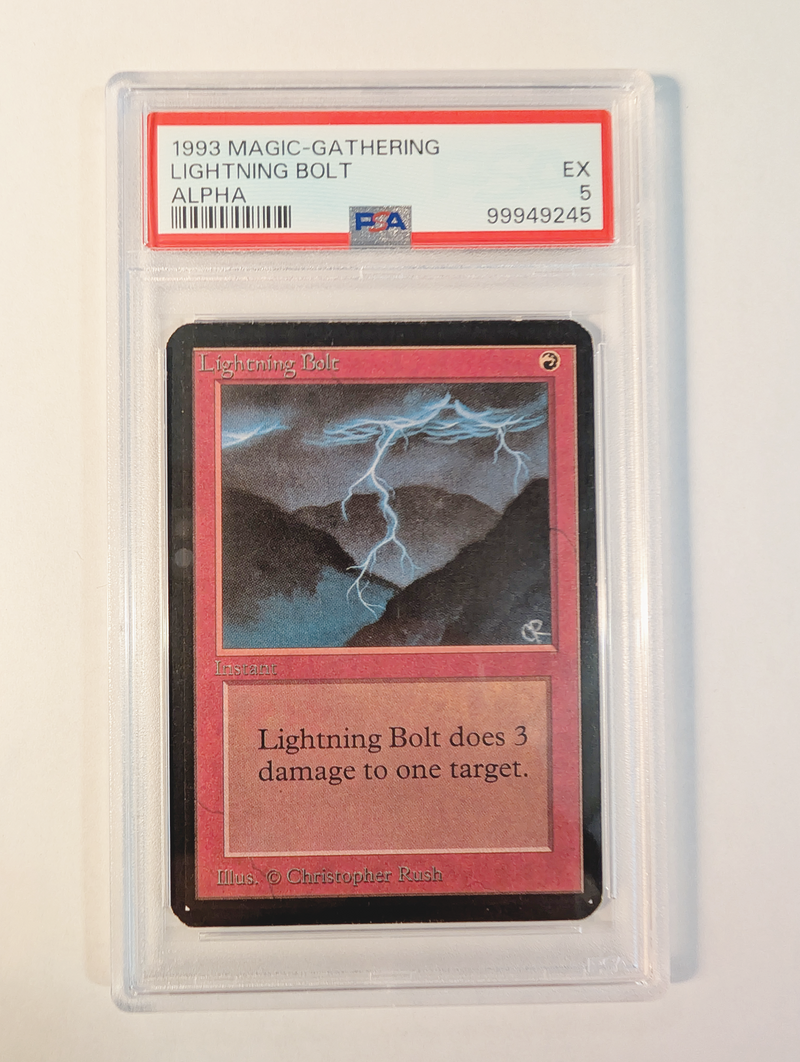 1993 MAGIC-GATHERING
LIGHTNING BOLT EX
ALPHA 5
PSA 99949245
Lightning Bolt
CR
Instant
Lightning Bolt does 3
damage to one target.
Illus. © Christopher Rush